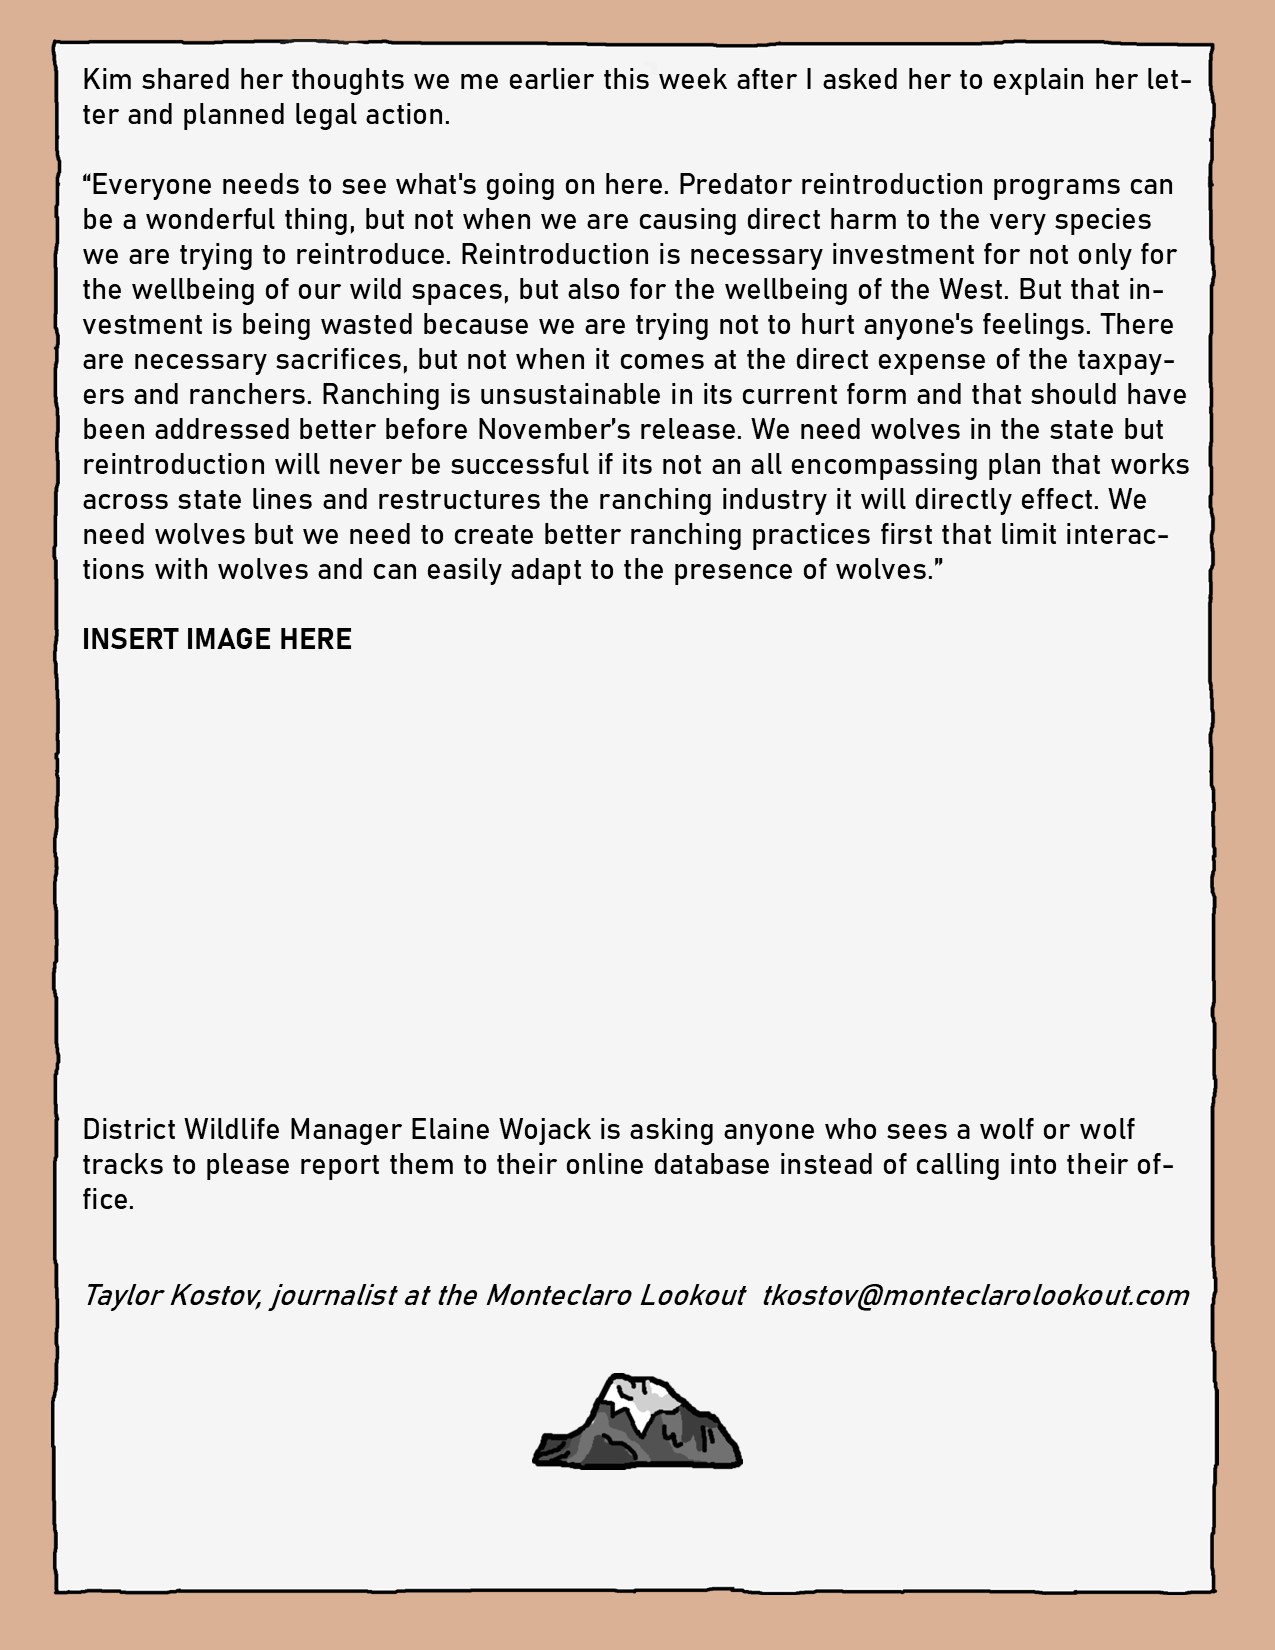 Kim shared her thoughts we me earlier this week after I asked her to explain her let-
ter and planned legal action.
“Everyone needs to see what's going on here. Predator reintroduction programs can
be a wonderful thing, but not when we are causing direct harm to the very species
we are trying to reintroduce. Reintroduction is necessary investment for not only for
the wellbeing of our wild spaces, but also for the wellbeing of the West. But that in-
vestment is being wasted because we are trying not to hurt anyone's feelings. There
are necessary sacrifices, but not when it comes at the direct expense of the taxpay-
ers and ranchers. Ranching is unsustainable in its current form and that should have
been addressed better before November’s release. We need wolves in the state but
reintroduction will never be successful if its not an all encompassing plan that works
across state lines and restructures the ranching industry it will directly effect. We
need wolves but we need to create better ranching practices first that limit interac-
tions with wolves and can easily adapt to the presence of wolves.”
INSERT IMAGE HERE
District Wildlife Manager Elaine Wojack is asking anyone who sees a wolf or wolf
tracks to please report them to their online database instead of calling into their of-
fice.
Taylor Kostov, journalist at the Monteclaro Lookout  tkostov@monteclarolookout.com